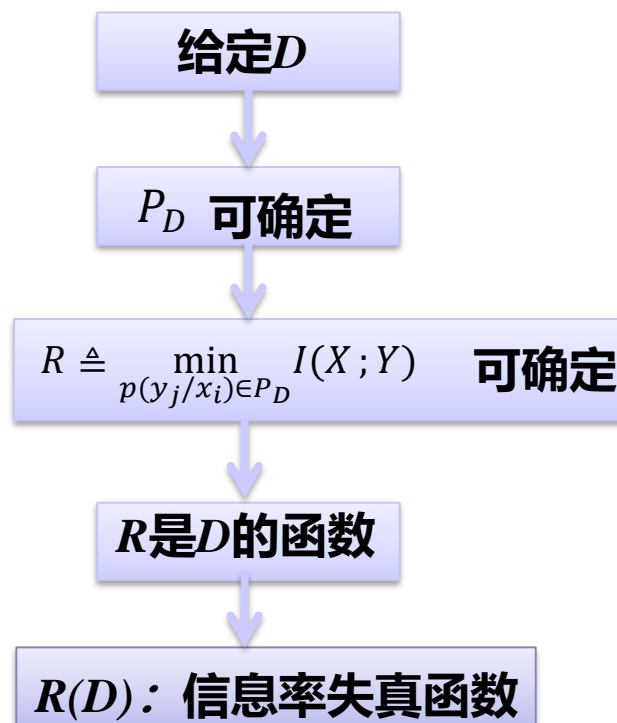 给定D
P_D 可确定
R ≜ min_{p(y_j/x_i)∈P_D} I(X;Y) 可确定
R是D的函数
R(D)：信息率失真函数